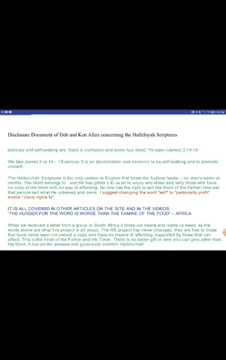 Disclosure Document of Deb and Ken Allen concerning the Halleluyah Scriptures
jealousy and self-seeking are, there is confusion and every foul deed." Ya'aqov (James) 3:14-16
We take James 3 vs.14 – 16 serious. It is an abomination and demonic to be self seeking and to promote
oneself.
This HalleluYah Scriptures is the only version in English that bears the Authors Name – no man's name or
credits. The Word belongs to and He has gifted it to us all to enjoy and share and help those who have
no copy of His Word with no way of affording. No one has the right to sell the Word of the Father! How sad
that people sell what He ordained and owns. I suggest changing the word "sell" to "personally profit"
and/or "claim rights to".
IT IS ALL COVERED IN OTHER ARTICLES ON THE SITE AND IN THE VIDEOS.
"THE HUNGER FOR THE WORD IS WORSE THAN THE FAMINE OF THE FOOD" – AFRICA
When we received a letter from a group in South Africa it broke our hearts and made us weep, as the
words above are what this project is all about. The HS project has never changed, they are free to those
that have never seen nor owned a copy and have no means of affording, supported by those that can
afford. This is the heart of the Father and His Torah. There is no better gift or item you can give other than
His Word, it has all the answers and gives such comfort. HalleluYah!